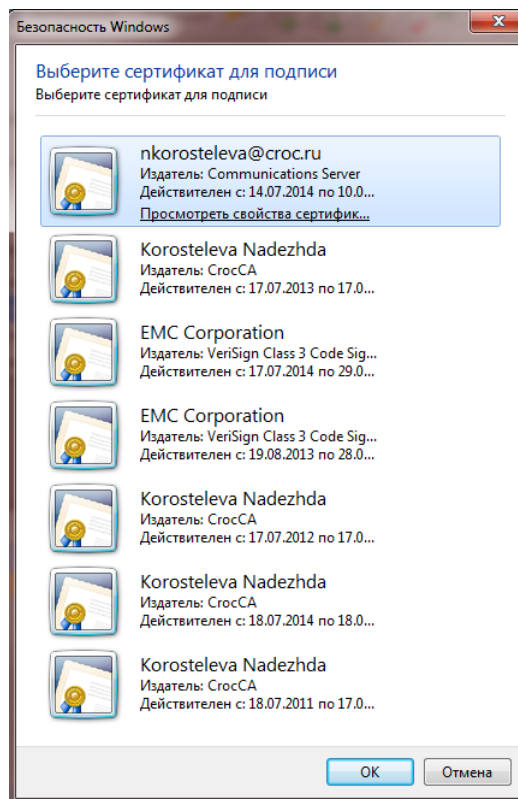 Безопасность Windows
Выберите сертификат для подписи
Выберите сертификат для подписи
nkorosteleva@croc.ru
Издатель: Communications Server
Действителен с: 14.07.2014 по 10.0...
Просмотреть свойства сертифик...
Korosteleva Nadezhda
Издатель: CrocCA
Действителен с: 17.07.2013 по 17.0...
EMC Corporation
Издатель: VeriSign Class 3 Code Sig...
Действителен с: 17.07.2014 по 29.0...
EMC Corporation
Издатель: VeriSign Class 3 Code Sig...
Действителен с: 19.08.2013 по 28.0...
Korosteleva Nadezhda
Издатель: CrocCA
Действителен с: 17.07.2012 по 17.0...
Korosteleva Nadezhda
Издатель: CrocCA
Действителен с: 18.07.2014 по 18.0...
Korosteleva Nadezhda
Издатель: CrocCA
Действителен с: 18.07.2011 по 17.0...
OK
Отмена